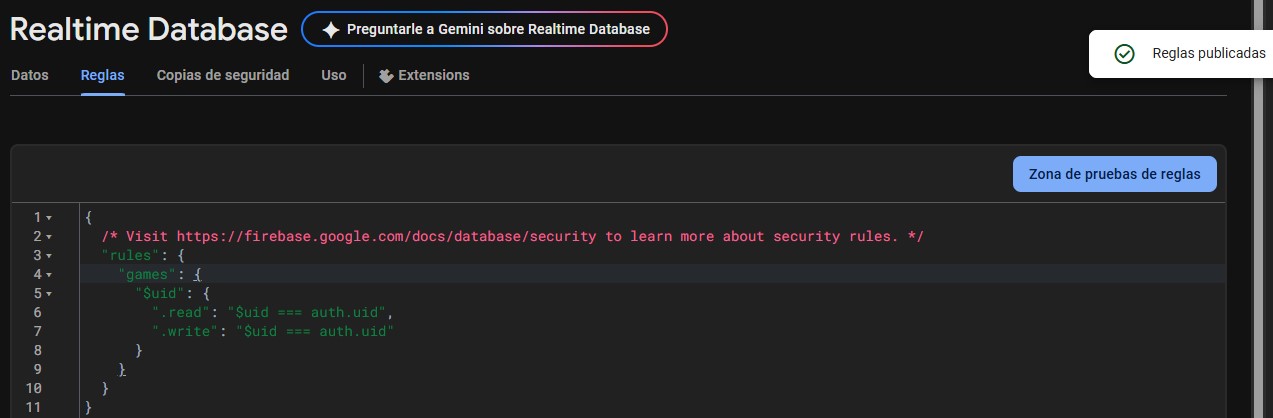 Realtime Database
Preguntarle a Gemini sobre Realtime Database
Reglas publicadas
Datos Reglas Copias de seguridad Uso Extensions
Zona de pruebas de reglas
1 {
2 /* Visit https://firebase.google.com/docs/database/security to learn more about security rules. */
3 "rules": {
4 "games": {
5 "$uid": {
6 ".read": "$uid === auth.uid",
7 ".write": "$uid === auth.uid"
8 }
9 }
10 }
11 }